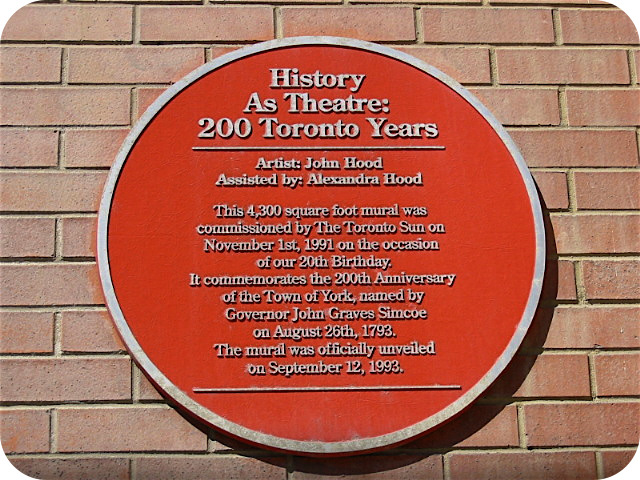 History
As Theatre:
200 Toronto Years
Artist: John Hood
Assisted by: Alexandra Hood
This 4,300 square foot mural was
commissioned by The Toronto Sun on
November 1st, 1991 on the occasion
of our 20th Birthday.
It commemorates the 200th Anniversary
of the Town of York, named by
Governor John Graves Simcoe
on August 26th, 1793.
The mural was officially unveiled
on September 12, 1993.